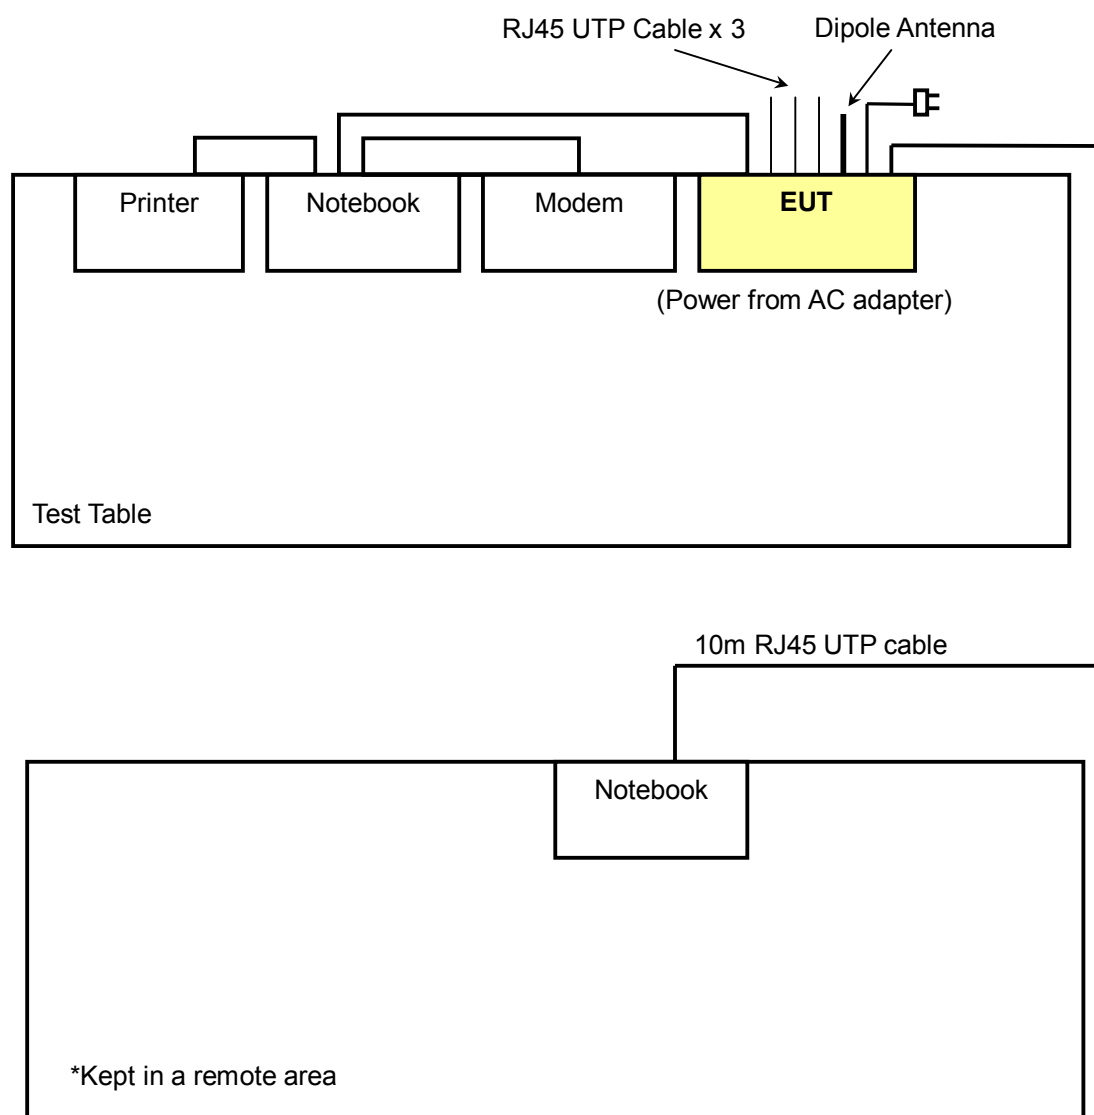 RJ45 UTP Cable x 3
Dipole Antenna
Printer
Notebook
Modem
EUT
(Power from AC adapter)
Test Table
10m RJ45 UTP cable
Notebook
*Kept in a remote area